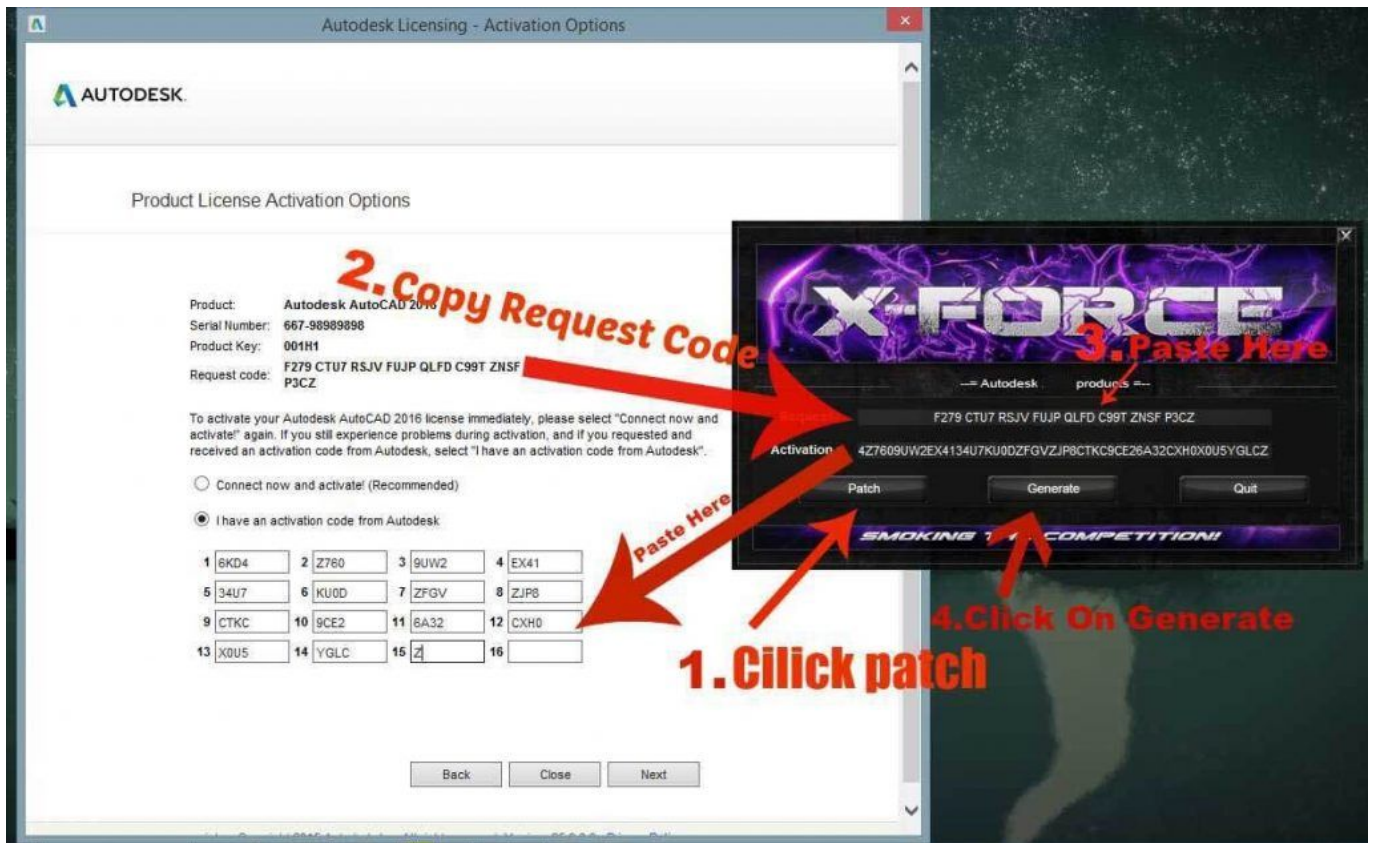 Autodesk Licensing - Activation Options
AUTODESK.
Product License Activation Options
2.Copy Request Code
Product: Autodesk AutoCAD 2016
Serial Number: 667-98989898
Product Key: 001H1
Request code: F279 CTU7 RSJV FUJP QLFD C99T ZNSF
P3CZ
To activate your Autodesk AutoCAD 2016 license immediately, please select "Connect now and
activate!" again. If you still experience problems during activation, and if you requested and
received an activation code from Autodesk, select "I have an activation code from Autodesk".
Connect now and activate! (Recommended)
I have an activation code from Autodesk
1 6KD4 2 Z760 3 9UW2 4 EX41
5 34U7 6 KU0D 7 ZFGV 8 ZJP8
9 CTKC 10 9CE2 11 6A32 12 CXH0
13 X0U5 14 YGLC 15 Z 16
Back Close Next
X-FORCE
3.Paste Here
--= Autodesk products =--
Request F279 CTU7 RSJV FUJP QLFD C99T ZNSF P3CZ
Activation 4Z7609UW2EX4134U7KU0DZFGVZJP8CTKC9CE26A32CXH0X0U5YGLCZ
Patch Generate Quit
Paste Here
SMOKING THE COMPETITION!
4.Click On Generate
1.Cilick patch